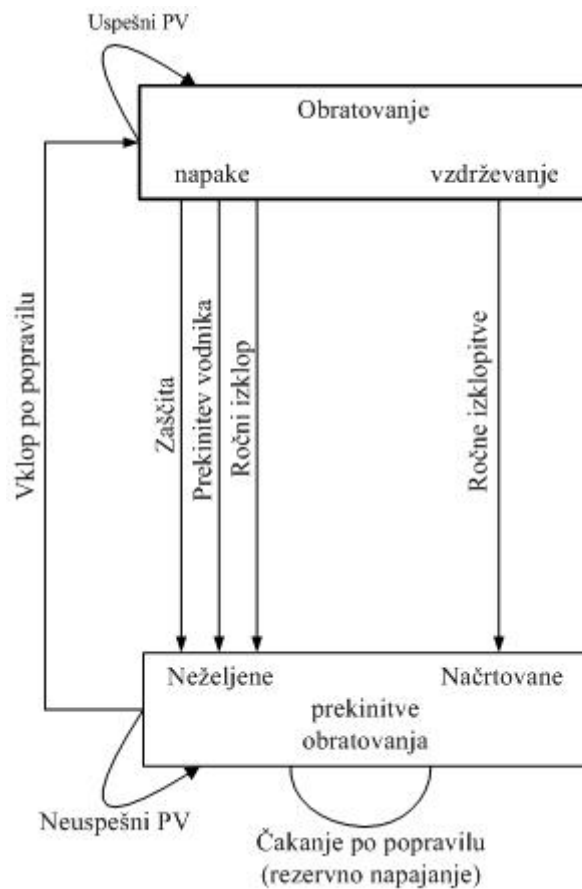 Uspešni PV
Obratovanje
napake
vzdrževanje
Vklop po popravilu
Zaščita
Prekinitev vodnika
Ročni izklop
Ročne izklopitve
Neželjene
Načrtovane
prekinitve
obratovanja
Neuspešni PV
Čakanje po popravilu
(rezervno napajanje)